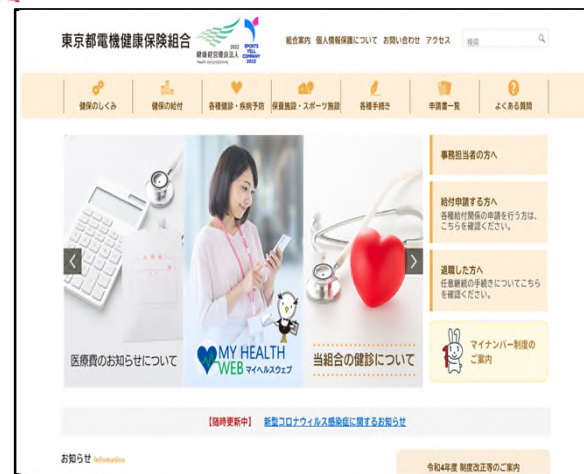 東京都電機健康保険組合
2022
健康経営優良法人
Health and productivity
SPORTS
YELL
COMPANY
2022
組合案内 個人情報保護について お問い合わせ アクセス
検索
健保のしくみ
健保の給付
各種健診・疾病予防
保養施設・スポーツ施設
各種手続き
申請書一覧
よくある質問
医療費のお知らせについて
MY HEALTH
WEB マイヘルスウェブ
当組合の健診について
事務担当者の方へ
給付申請する方へ
各種給付関係の申請を行う方は、
こちらを確認ください。
退職した方へ
任意継続の手続きについてこちら
を確認ください。
マイナンバー制度の
ご案内
【随時更新中】 新型コロナウィルス感染症に関するお知らせ
お知らせ Infomation
令和4年度 制度改正等のご案内